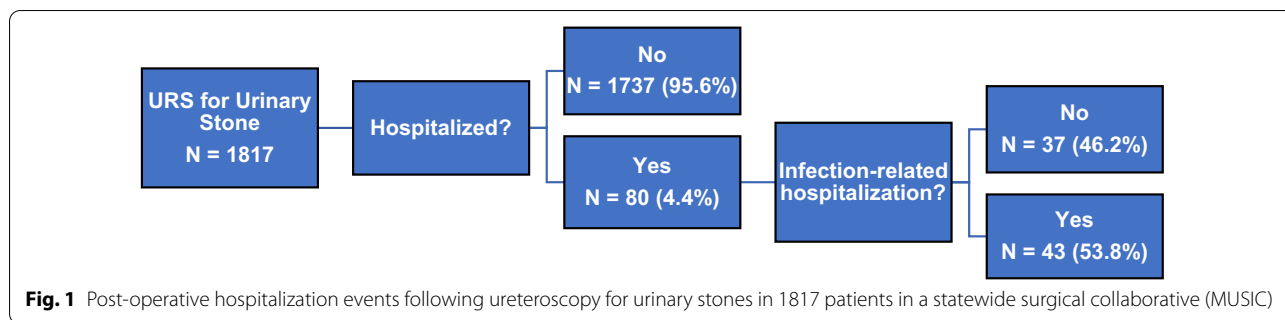 URS for Urinary
Stone
N = 1817
Hospitalized?
No
N = 1737 (95.6%)
Yes
N = 80 (4.4%)
Infection-related
hospitalization?
No
N = 37 (46.2%)
Yes
N = 43 (53.8%)
Fig. 1 Post-operative hospitalization events following ureteroscopy for urinary stones in 1817 patients in a statewide surgical collaborative (MUSIC)